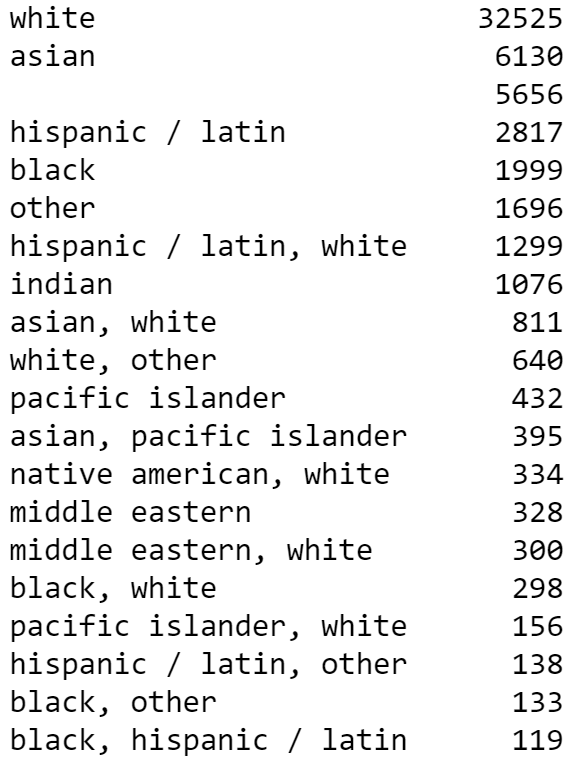 white 32525
asian 6130
5656
hispanic / latin 2817
black 1999
other 1696
hispanic / latin, white 1299
indian 1076
asian, white 811
white, other 640
pacific islander 432
asian, pacific islander 395
native american, white 334
middle eastern 328
middle eastern, white 300
black, white 298
pacific islander, white 156
hispanic / latin, other 138
black, other 133
black, hispanic / latin 119